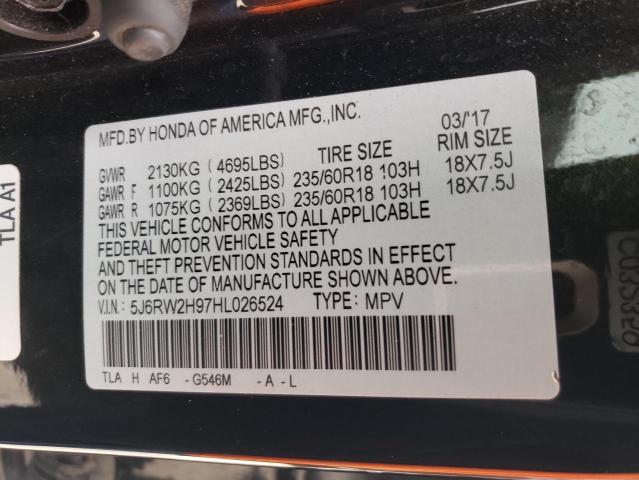 MFD.BY HONDA OF AMERICA MFG.,INC. 03/'17
GVWR 2130KG ( 4695LBS) TIRE SIZE RIM SIZE
GAWR F 1100KG ( 2425LBS) 235/60R18 103H 18X7.5J
GAWR R 1075KG ( 2369LBS) 235/60R18 103H 18X7.5J
THIS VEHICLE CONFORMS TO ALL APPLICABLE
FEDERAL MOTOR VEHICLE SAFETY
AND THEFT PREVENTION STANDARDS IN EFFECT
ON THE DATE OF MANUFACTURE SHOWN ABOVE.
V.I.N.: 5J6RW2H97HL026524 TYPE: MPV
TLA H AF6 -G546M -A -L
TLA A1